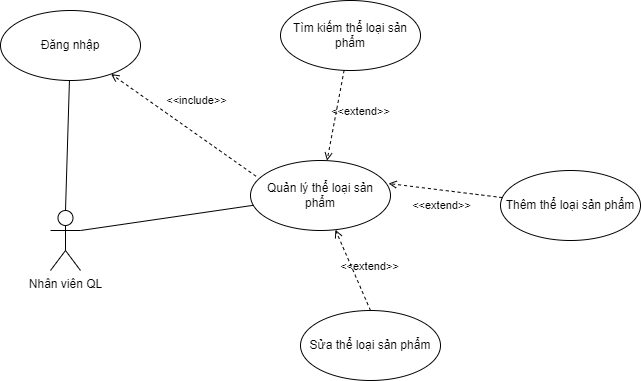 Đăng nhập
Tìm kiếm thể loại sản
phẩm
<<include>>
<<extend>>
Quản lý thể loại sản
phẩm
<<extend>>
Thêm thể loại sản phẩm
Nhân viên QL
<<extend>>
Sửa thể loại sản phẩm